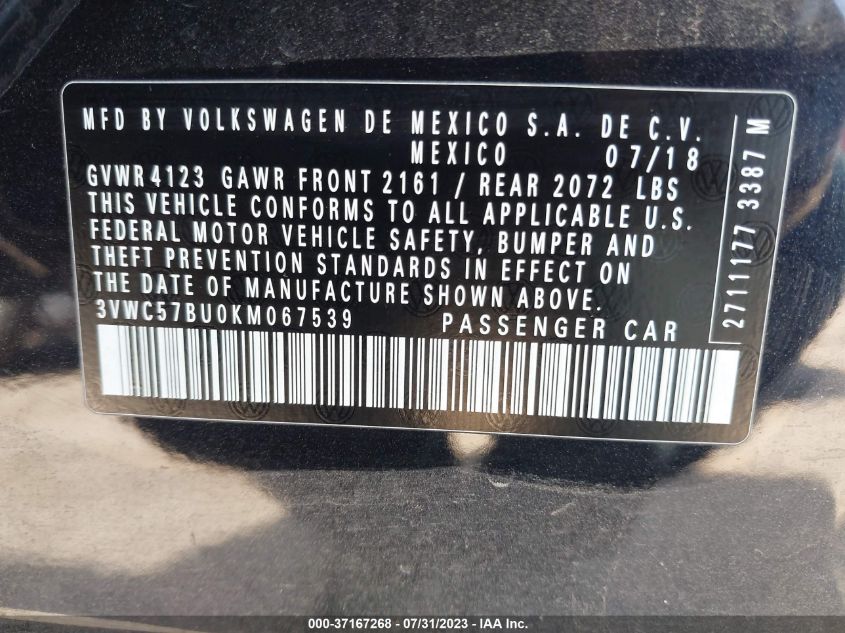 MFD BY VOLKSWAGEN DE MEXICO S.A. DE C.V.
MEXICO 07/18
GVWR 4123 GAWR FRONT 2161 / REAR 2072 LBS
THIS VEHICLE CONFORMS TO ALL APPLICABLE U.S.
FEDERAL MOTOR VEHICLE SAFETY, BUMPER AND
THEFT PREVENTION STANDARDS IN EFFECT ON
THE DATE OF MANUFACTURE SHOWN ABOVE.
3VWC57BU0KM067539 PASSENGER CAR
27111177 3387 M
000-37167268 - 07/31/2023 - IAA Inc.